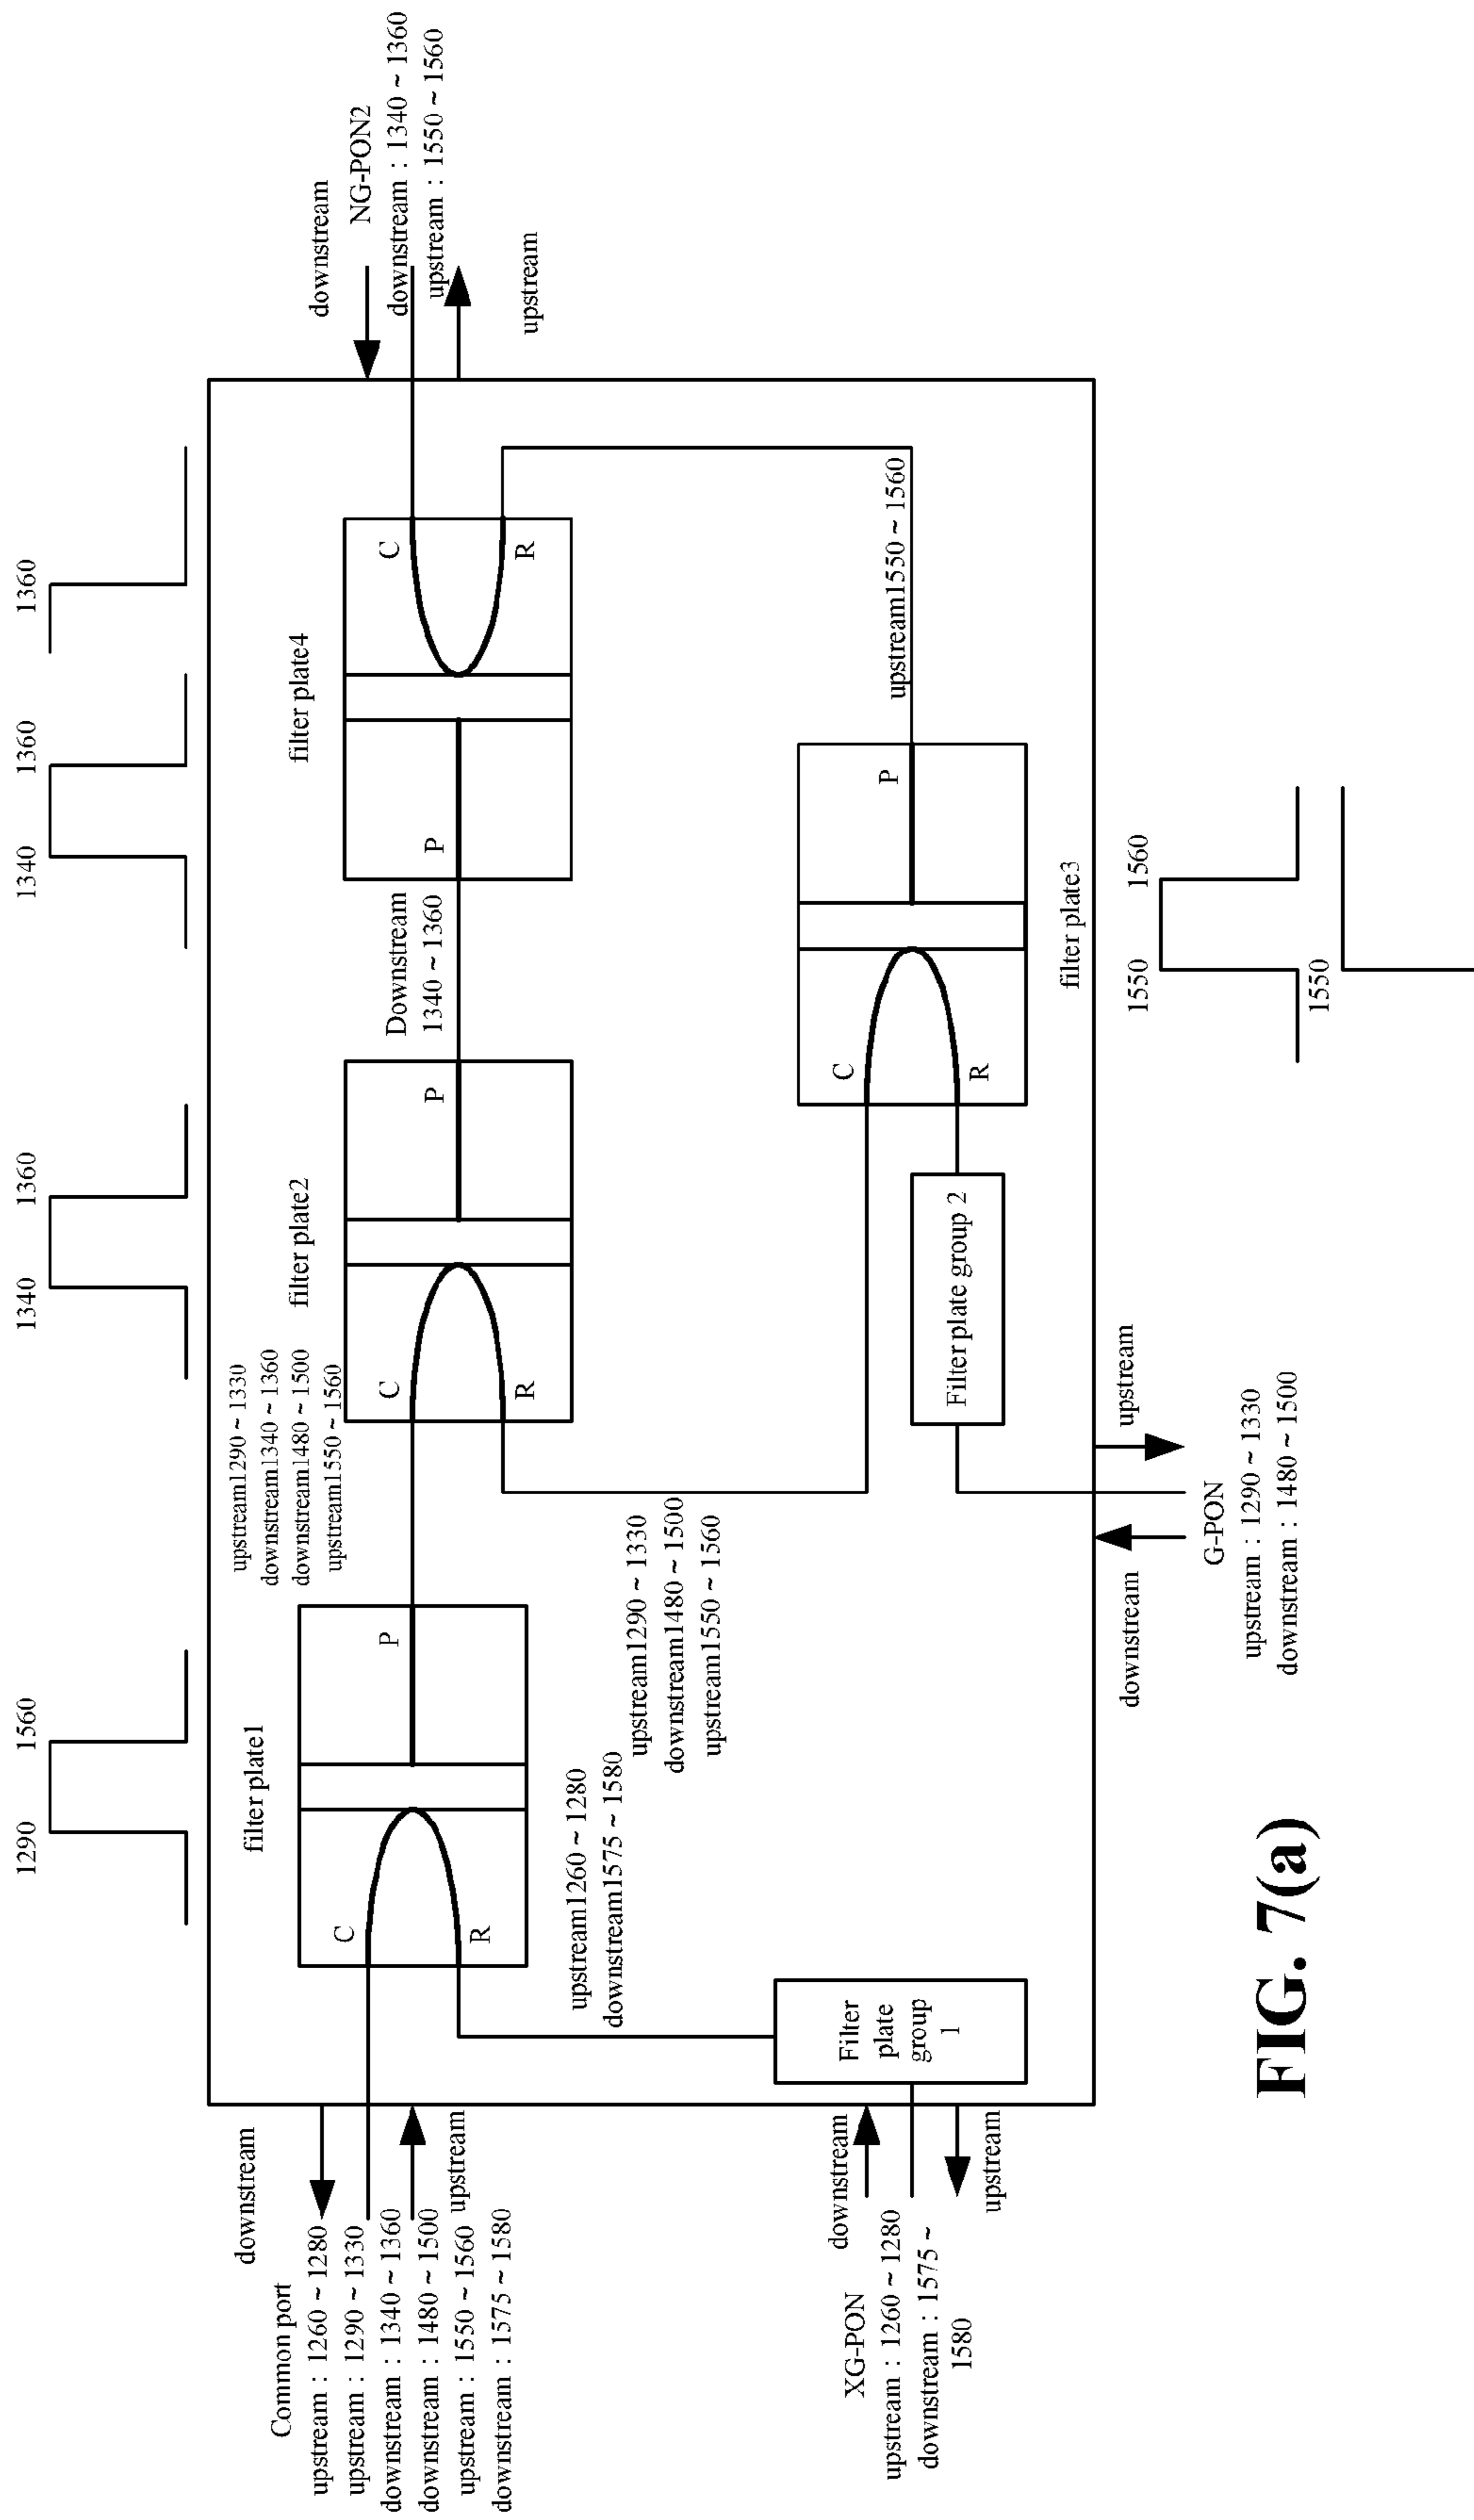 1290
1560
1340
1360
1340
1360
1360
downstream
Common port
upstream : 1260 ~ 1280
upstream : 1290 ~ 1330
downstream : 1340 ~ 1360
downstream : 1480 ~ 1500
upstream : 1550 ~ 1560
downstream : 1575 ~ 1580
upstream
filter plate1
C
R
P
upstream1290 ~ 1330
downstream1340 ~ 1360
downstream1480 ~ 1500
upstream1550 ~ 1560
filter plate2
C
R
P
Downstream
1340 ~ 1360
filter plate4
P
C
R
downstream
NG-PON2
downstream : 1340 ~ 1360
upstream : 1550 ~ 1560
upstream
upstream1260 ~ 1280
downstream1575 ~ 1580
upstream1290 ~ 1330
downstream1480 ~ 1500
upstream1550 ~ 1560
upstream1550 ~ 1560
C
R
P
filter plate3
Filter plate group 2
Filter
plate
group
1
downstream
XG-PON
upstream : 1260 ~ 1280
downstream : 1575 ~
1580
upstream
downstream
upstream
G-PON
upstream : 1290 ~ 1330
downstream : 1480 ~ 1500
1550
1560
1550
FIG. 7(a)